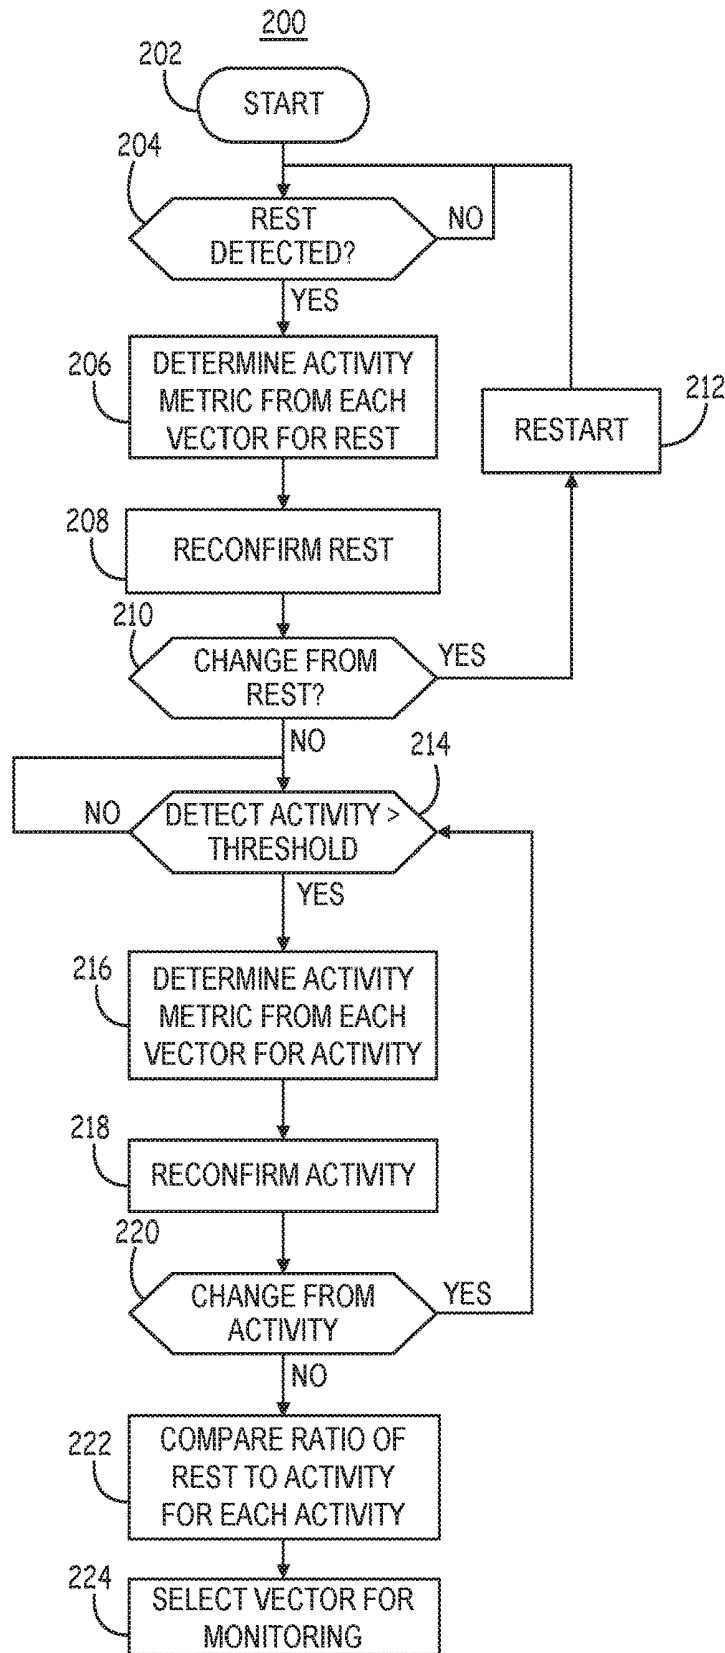 200
202
START
204
REST
DETECTED?
NO
YES
206
DETERMINE ACTIVITY
METRIC FROM EACH
VECTOR FOR REST
212
RESTART
208
RECONFIRM REST
210
CHANGE FROM
REST?
YES
NO
214
NO
DETECT ACTIVITY >
THRESHOLD
YES
216
DETERMINE ACTIVITY
METRIC FROM EACH
VECTOR FOR ACTIVITY
218
RECONFIRM ACTIVITY
220
CHANGE FROM
ACTIVITY
YES
NO
222
COMPARE RATIO OF
REST TO ACTIVITY
FOR EACH ACTIVITY
224
SELECT VECTOR FOR
MONITORING